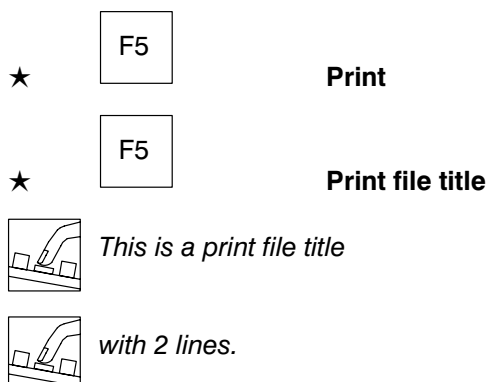 F5
★ Print
F5
★ Print file title
This is a print file title
with 2 lines.